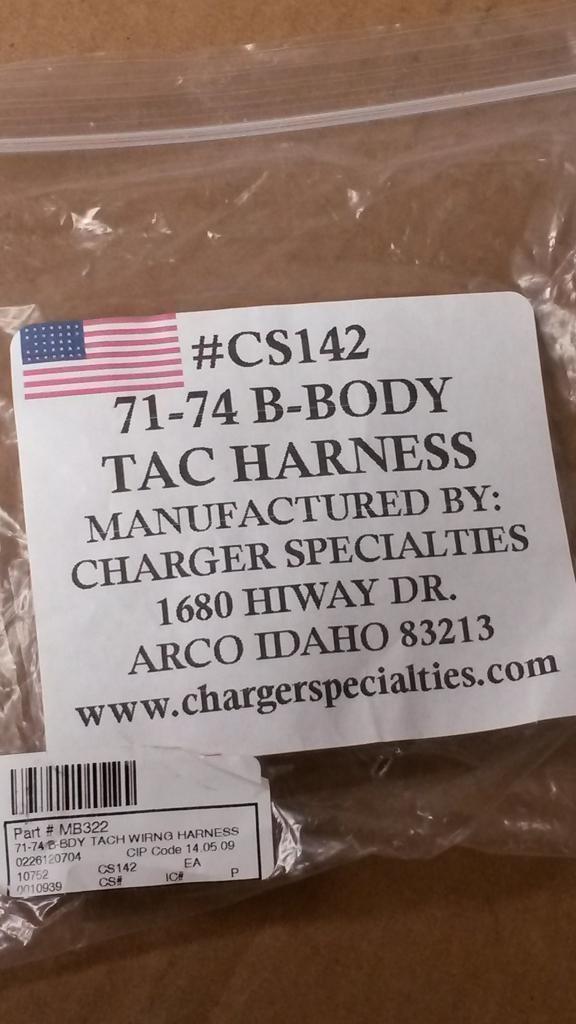 #CS142
71-74 B-BODY
TAC HARNESS
MANUFACTURED BY:
CHARGER SPECIALTIES
1680 HIWAY DR.
ARCO IDAHO 83213
www.chargerspecialties.com
Part # MB322
71-74 B-BDY TACH WIRNG HARNESS
0226120704 CIP Code 14.05.09
10752 CS142 EA
0010939 CS# IC# P